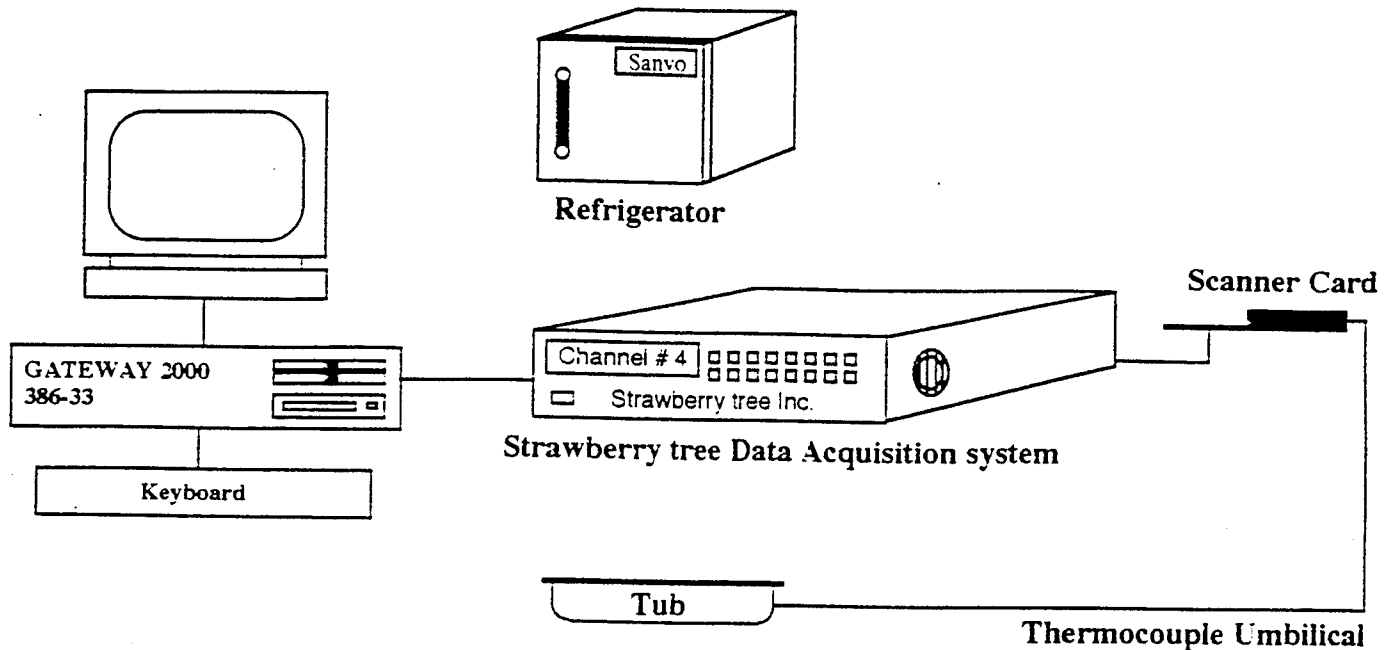 Sanvo
Refrigerator
Scanner Card
GATEWAY 2000
386-33
Channel # 4
Strawberry tree Inc.
Strawberry tree Data Acquisition system
Keyboard
Tub
Thermocouple Umbilical